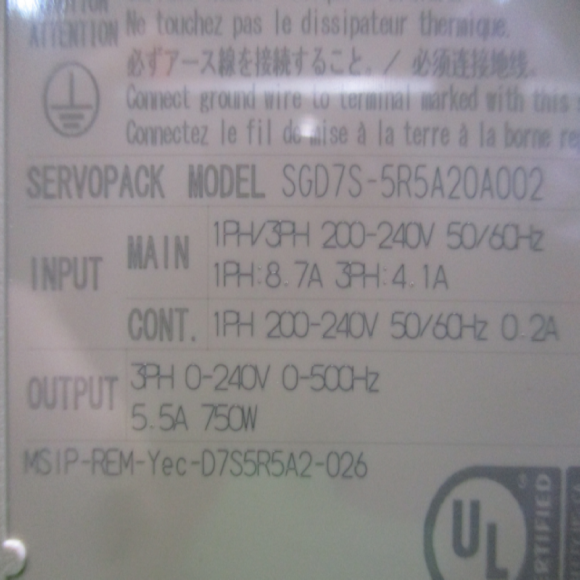 ATTENTION Ne touchez pas le dissipateur thermique.
必ずアース線を接続すること。/ 必须连接地线。
Connect ground wire to terminal marked with this
Connectez le fil de mise à la terre à la borne
SERVOPACK MODEL SGD7S-5R5A20A002
INPUT
MAIN
1PH/3PH 200-240V 50/60Hz
1PH:8.7A 3PH:4.1A
CONT. 1PH 200-240V 50/60Hz 0.2A
OUTPUT
3PH 0-240V 0-500Hz
5.5A 750W
MSIP-REM-Yec-D7S5R5A2-026
UL